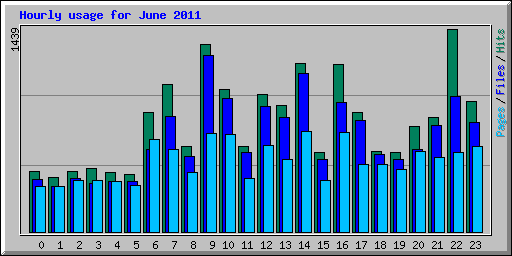 Hourly usage for June 2011
1439
Pages / Files / Hits
0 1 2 3 4 5 6 7 8 9 10 11 12 13 14 15 16 17 18 19 20 21 22 23